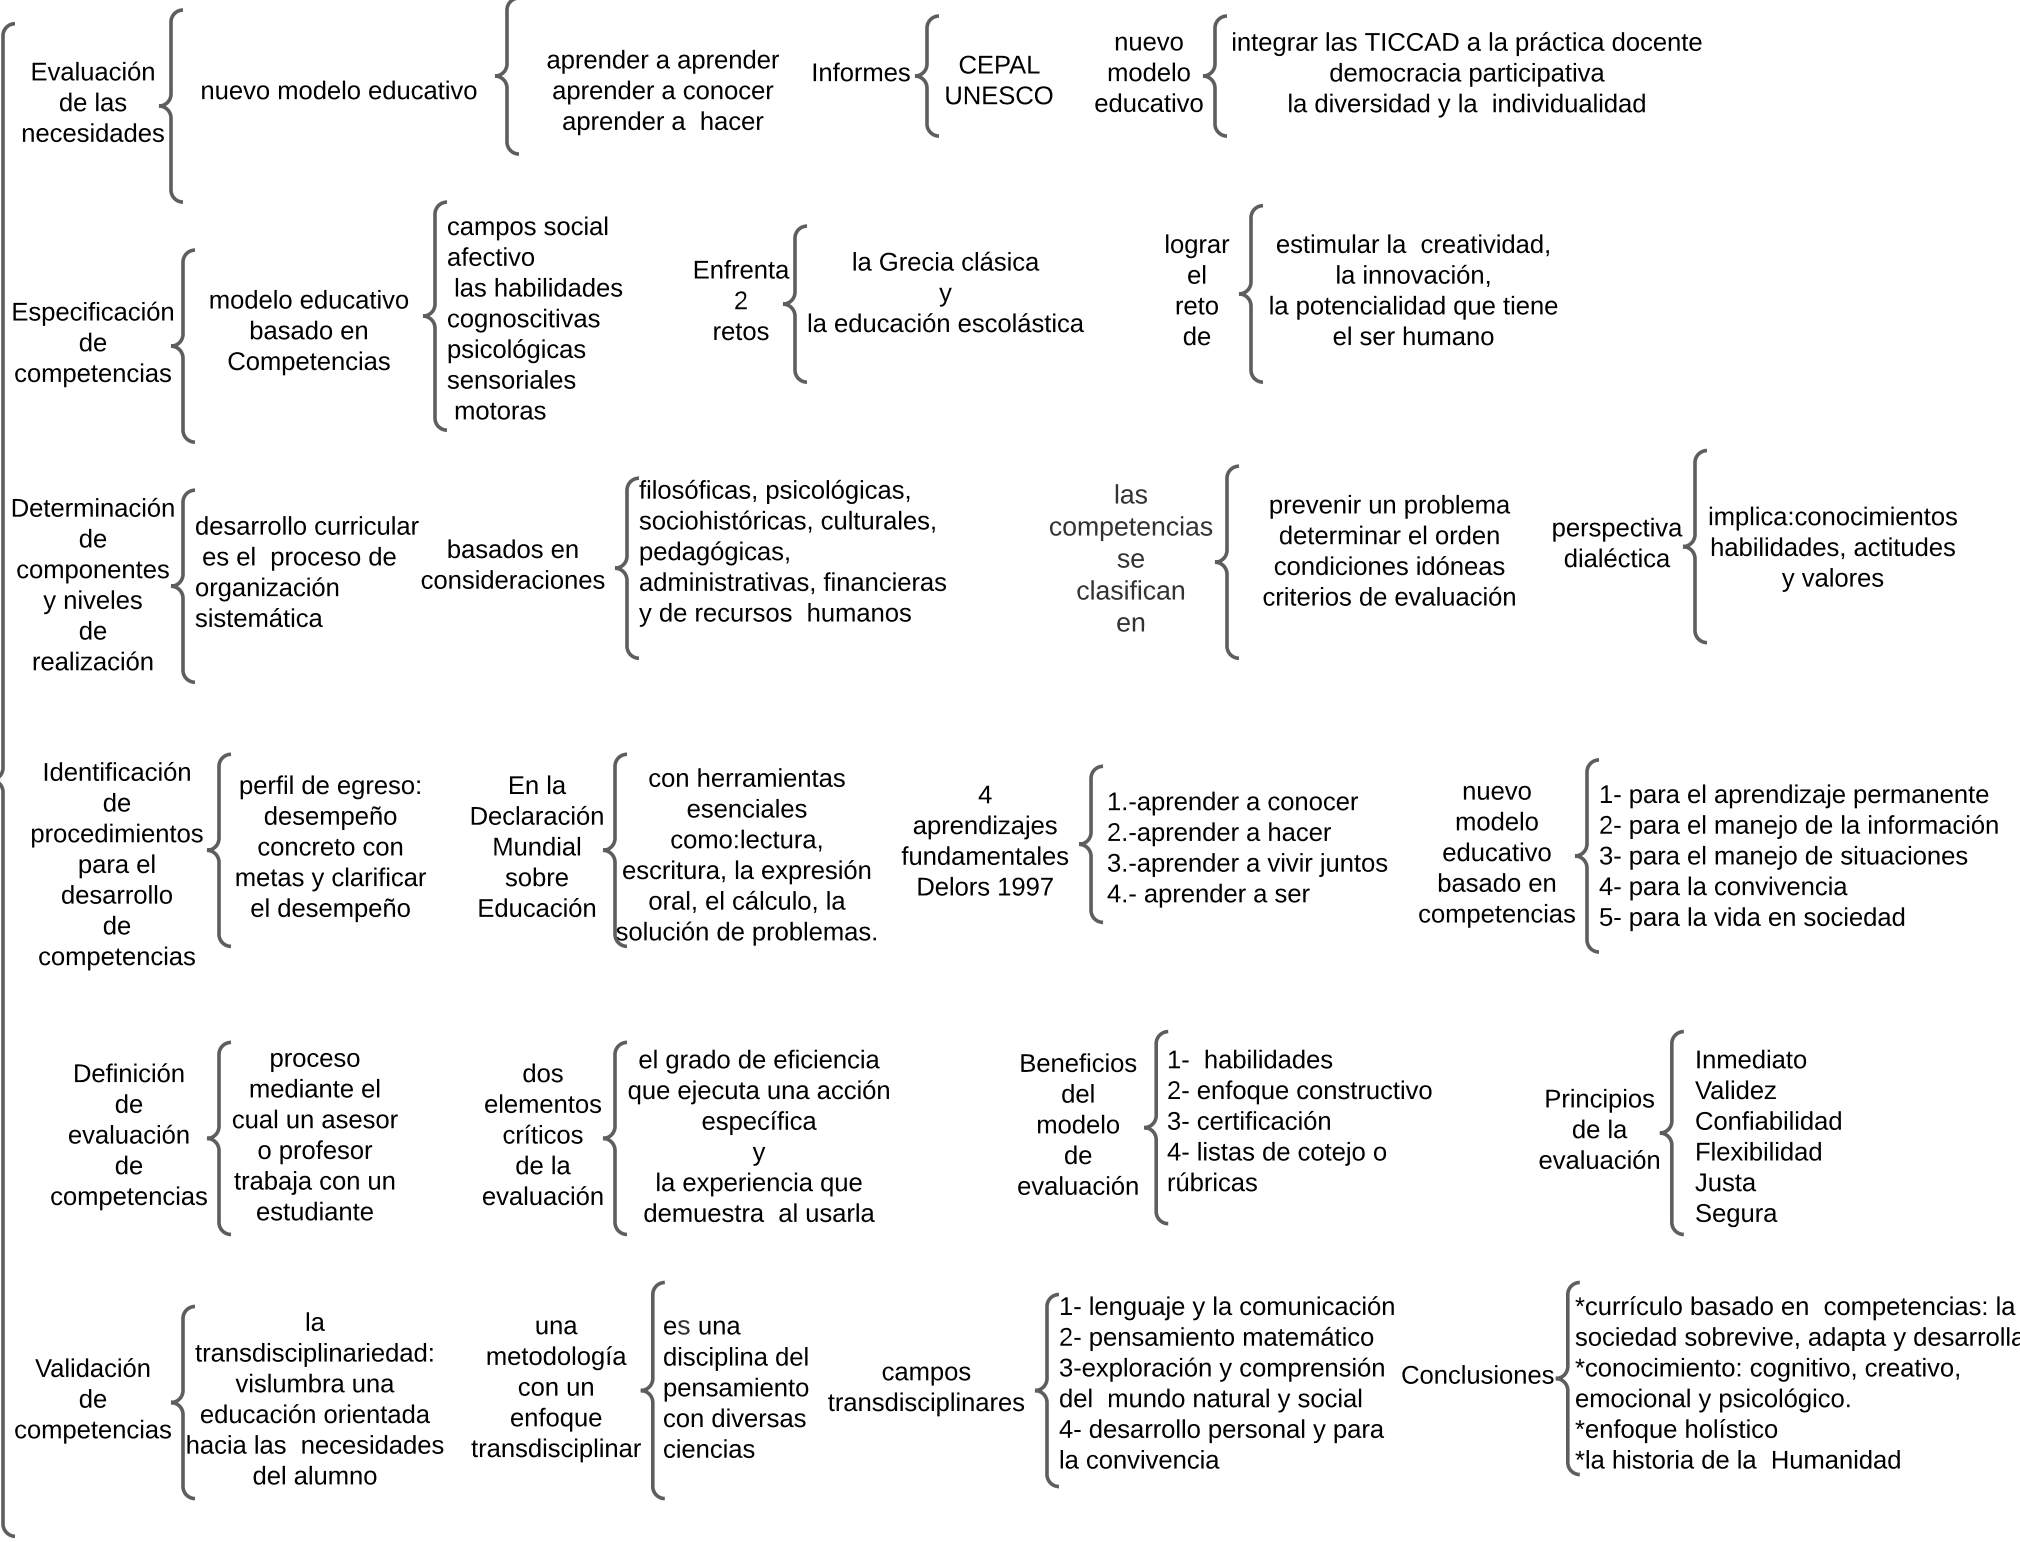 Evaluación
de las
necesidades
nuevo modelo educativo
aprender a aprender
aprender a conocer
aprender a  hacer
Informes
CEPAL
UNESCO
nuevo
modelo
educativo
integrar las TICCAD a la práctica docente
democracia participativa
la diversidad y la  individualidad
Especificación
de
competencias
modelo educativo
basado en
Competencias
campos social
afectivo
las habilidades
cognoscitivas
psicológicas
sensoriales
motoras
Enfrenta
2
retos
la Grecia clásica
y
la educación escolástica
lograr
el
reto
de
estimular la  creatividad,
la innovación,
la potencialidad que tiene
el ser humano
Determinación
de
componentes
y niveles
de
realización
desarrollo curricular
es el  proceso de
organización
sistemática
basados en
consideraciones
filosóficas, psicológicas,
sociohistóricas, culturales,
pedagógicas,
administrativas, financieras
y de recursos  humanos
las
competencias
se
clasifican
en
prevenir un problema
determinar el orden
condiciones idóneas
criterios de evaluación
perspectiva
dialéctica
implica:conocimientos
habilidades, actitudes
y valores
Identificación
de
procedimientos
para el
desarrollo
de
competencias
perfil de egreso:
desempeño
concreto con
metas y clarificar
el desempeño
En la
Declaración
Mundial
sobre
Educación
con herramientas
esenciales
como:lectura,
escritura, la expresión
oral, el cálculo, la
solución de problemas.
4
aprendizajes
fundamentales
Delors 1997
1.-aprender a conocer
2.-aprender a hacer
3.-aprender a vivir juntos
4.- aprender a ser
nuevo
modelo
educativo
basado en
competencias
1- para el aprendizaje permanente
2- para el manejo de la información
3- para el manejo de situaciones
4- para la convivencia
5- para la vida en sociedad
Definición
de
evaluación
de
competencias
proceso
mediante el
cual un asesor
o profesor
trabaja con un
estudiante
dos
elementos
críticos
de la
evaluación
el grado de eficiencia
que ejecuta una acción
específica
y
la experiencia que
demuestra  al usarla
Beneficios
del
modelo
de
evaluación
1-  habilidades
2- enfoque constructivo
3- certificación
4- listas de cotejo o
rúbricas
Principios
de la
evaluación
Inmediato
Validez
Confiabilidad
Flexibilidad
Justa
Segura
Validación
de
competencias
la
transdisciplinariedad:
vislumbra una
educación orientada
hacia las  necesidades
del alumno
una
metodología
con un
enfoque
transdisciplinar
es una
disciplina del
pensamiento
con diversas
ciencias
campos
transdisciplinares
1- lenguaje y la comunicación
2- pensamiento matemático
3-exploración y comprensión
del  mundo natural y social
4- desarrollo personal y para
la convivencia
Conclusiones
*currículo basado en  competencias: la
sociedad sobrevive, adapta y desarrolla
*conocimiento: cognitivo, creativo,
emocional y psicológico.
*enfoque holístico
*la historia de la  Humanidad